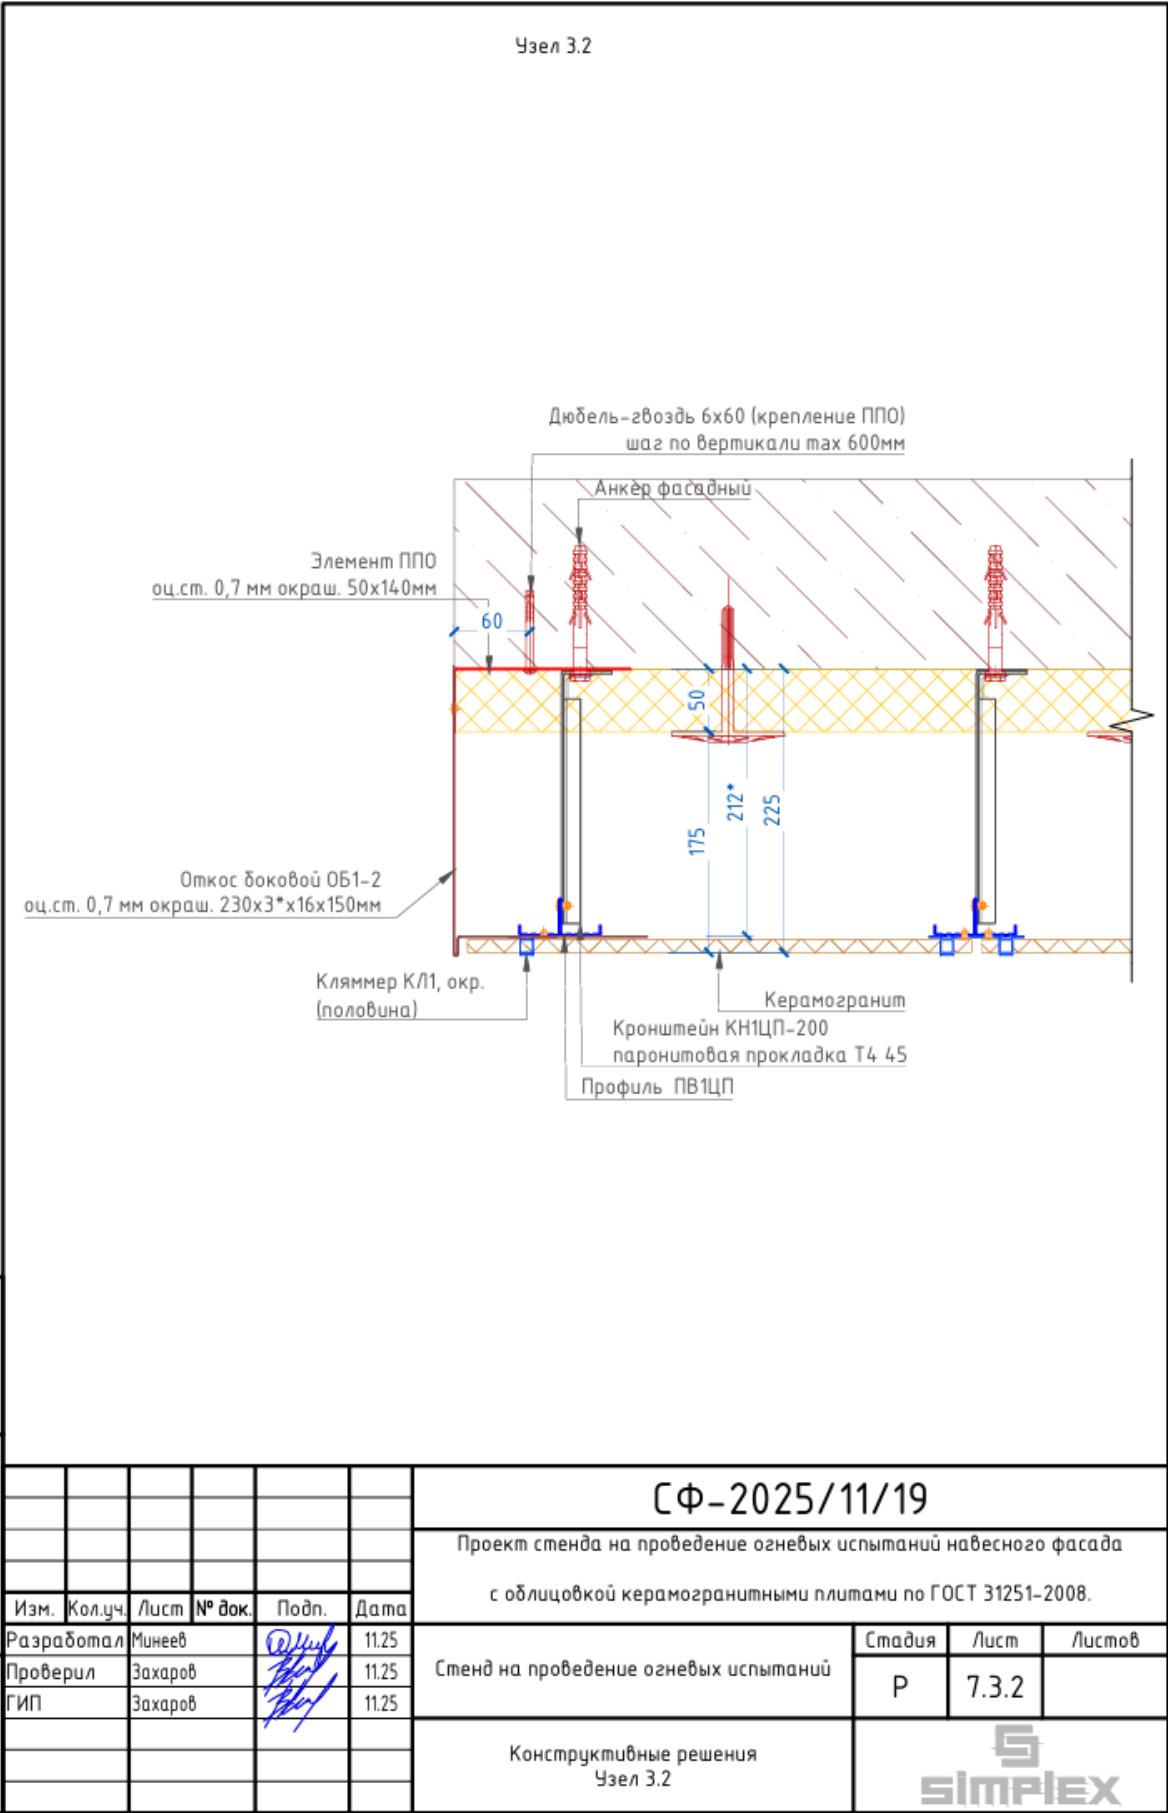 Узел 3.2
Дюбель-гвоздь 6х60 (крепление ППО)
шаг по вертикали max 600мм
Анкер фасадный
Элемент ППО
оц.ст. 0,7 мм окраш. 50х140мм
60
50
212*
225
175
Откос боковой ОБ1-2
оц.ст. 0,7 мм окраш. 230х3*х16х150мм
Кляммер КЛ1, окр.
(половина)
Керамогранит
Кронштейн КН1ЦП-200
паронитовая прокладка Т4 45
Профиль ПВ1ЦП
СФ-2025/11/19
Проект стенда на проведение огневых испытаний навесного фасада
с облицовкой керамогранитными плитами по ГОСТ 31251-2008.
Изм. Кол.уч. Лист № док. Подп. Дата
Разработал Минеев 11.25
Проверил Захаров 11.25
ГИП Захаров 11.25
Стенд на проведение огневых испытаний
Стадия Лист Листов
Р 7.3.2
Конструктивные решения
Узел 3.2
simplex